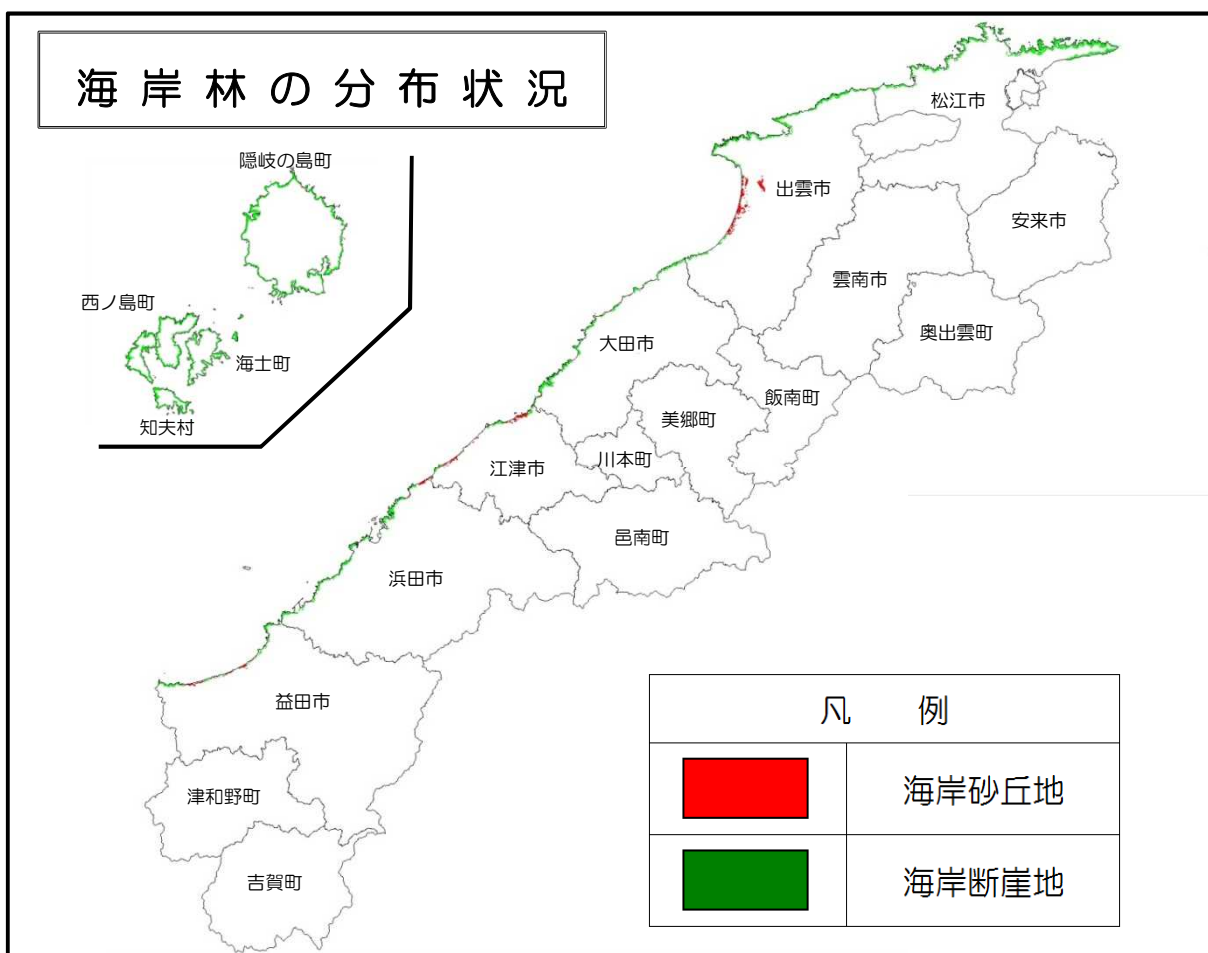 海岸林の分布状況
隠岐の島町
西ノ島町
海士町
知夫村
松江市
出雲市
安来市
雲南市
奥出雲町
大田市
飯南町
美郷町
川本町
江津市
邑南町
浜田市
益田市
津和野町
吉賀町
凡例
海岸砂丘地
海岸断崖地